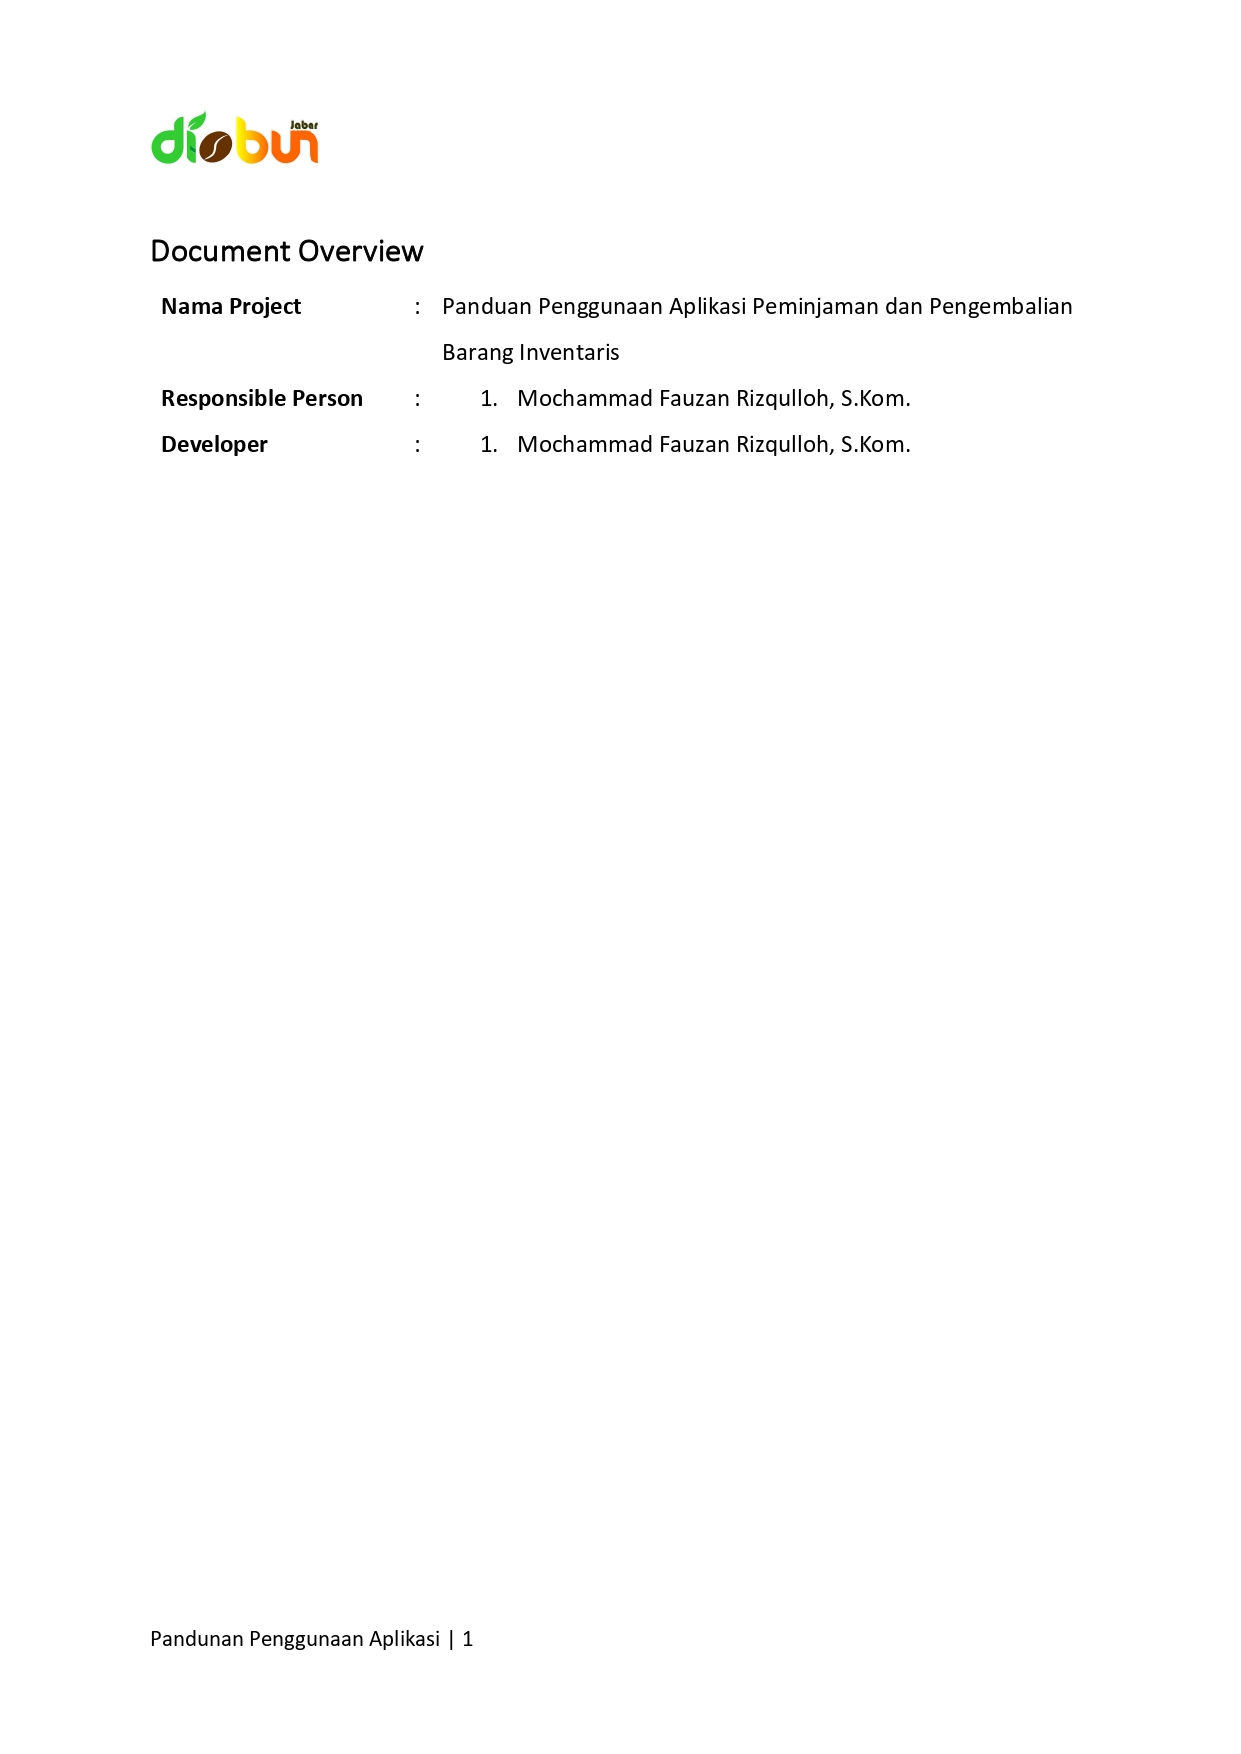 disbun
Jabar
Document Overview
Nama Project : Panduan Penggunaan Aplikasi Peminjaman dan Pengembalian
Barang Inventaris
Responsible Person : 1. Mochammad Fauzan Rizqulloh, S.Kom.
Developer : 1. Mochammad Fauzan Rizqulloh, S.Kom.
Pandunan Penggunaan Aplikasi | 1